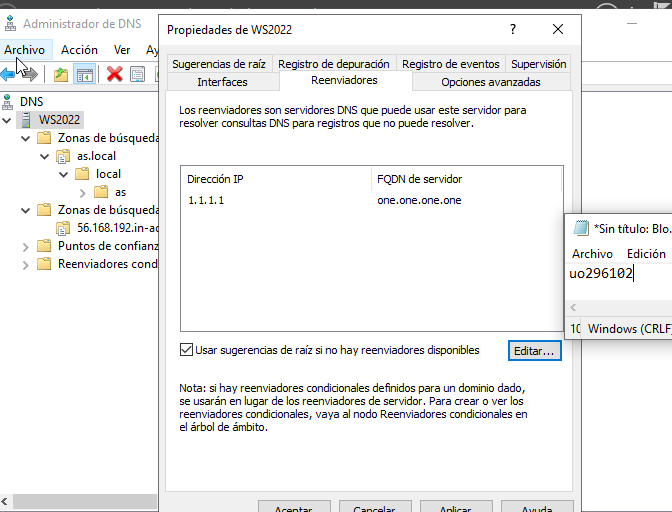 Administrador de DNS
Archivo Acción Ver Ay
DNS
WS2022
Zonas de búsqueda
as.local
local
as
Zonas de búsqueda
56.168.192.in-ad
Puntos de confianz
Reenviadores cond
Propiedades de WS2022
Sugerencias de raíz Registro de depuración Registro de eventos Supervisión
Interfaces Reenviadores Opciones avanzadas
Los reenviadores son servidores DNS que puede usar este servidor para
resolver consultas DNS para registros que no puede resolver.
Dirección IP FQDN de servidor
1.1.1.1 one.one.one.one
Usar sugerencias de raíz si no hay reenviadores disponibles Editar...
Nota: si hay reenviadores condicionales definidos para un dominio dado,
se usarán en lugar de los reenviadores de servidor. Para crear o ver los
reenviadores condicionales, vaya al nodo Reenviadores condicionales en
el árbol de ámbito.
Aceptar Cancelar Aplicar Ayuda
*Sin título: Blo.
Archivo Edición
uo296102
10 Windows (CRLF